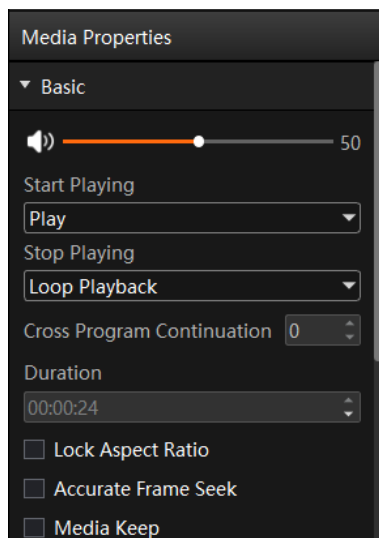 Media Properties
Basic
50
Start Playing
Play
Stop Playing
Loop Playback
Cross Program Continuation 0
Duration
00:00:24
Lock Aspect Ratio
Accurate Frame Seek
Media Keep